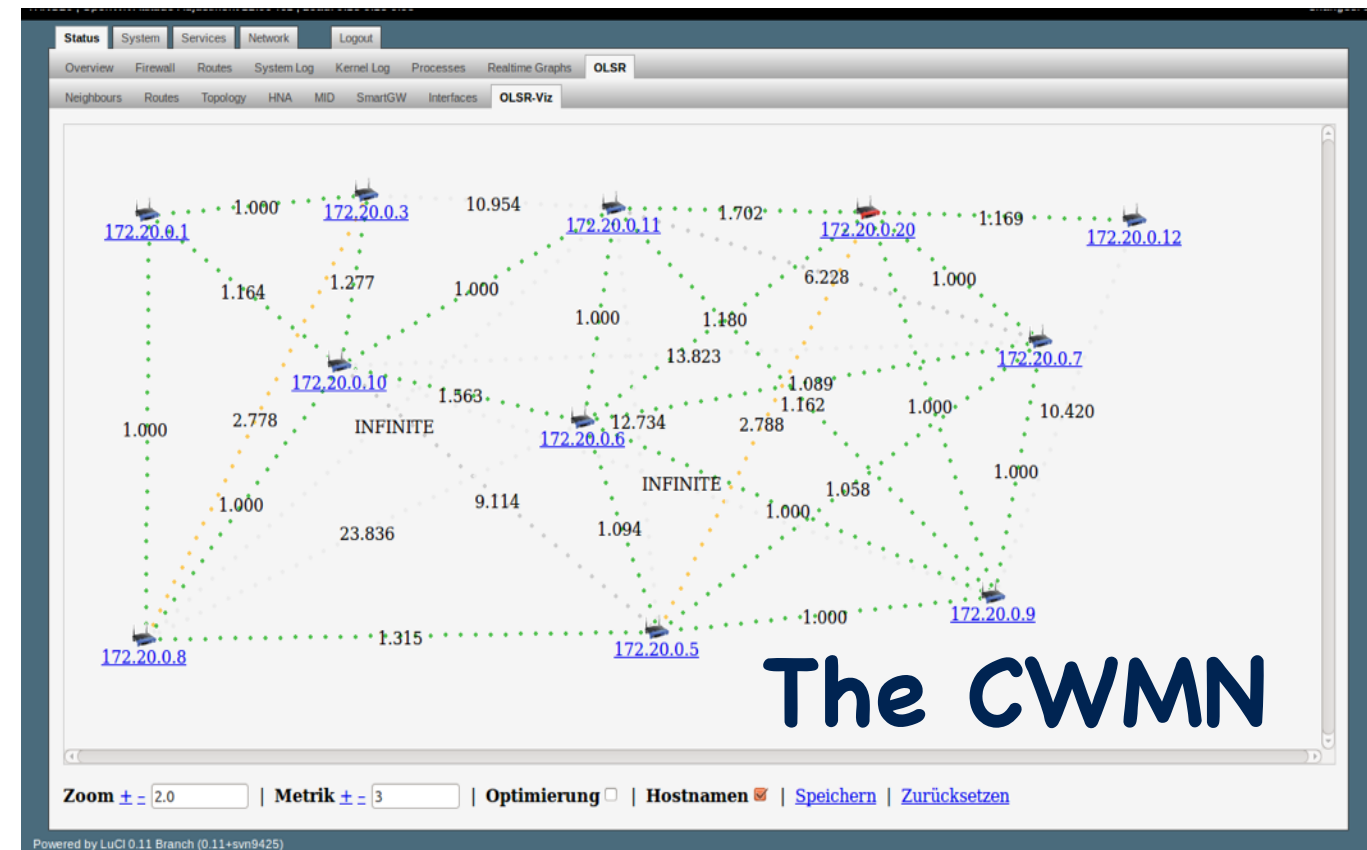 Status System Services Network Logout
Overview Firewall Routes System Log Kernel Log Processes Realtime Graphs OLSR
Neighbours Routes Topology HNA MID SmartGW Interfaces OLSR-Viz
1.000 172.20.0.3 10.954
172.20.0.1 172.20.0.11 1.702 172.20.0.20 1.169 172.20.0.12
1.164 1.277 1.000 6.228 1.000
1.000 1.180
13.823 172.20.0.7
172.20.0.10 1.563 1.089
1.162 1.000 10.420
1.000 2.778 INFINITE 172.20.0.6 12.734 2.788
INFINITE 1.058 1.000
1.000 9.114 1.000
23.836 1.094
1.000 172.20.0.9
172.20.0.8 1.315 172.20.0.5
The CWMN
Zoom + - 2.0 | Metrik + - 3 | Optimierung | Hostnamen | Speichern | Zurücksetzen
Powered by LuCI 0.11 Branch (0.11+svn9425)